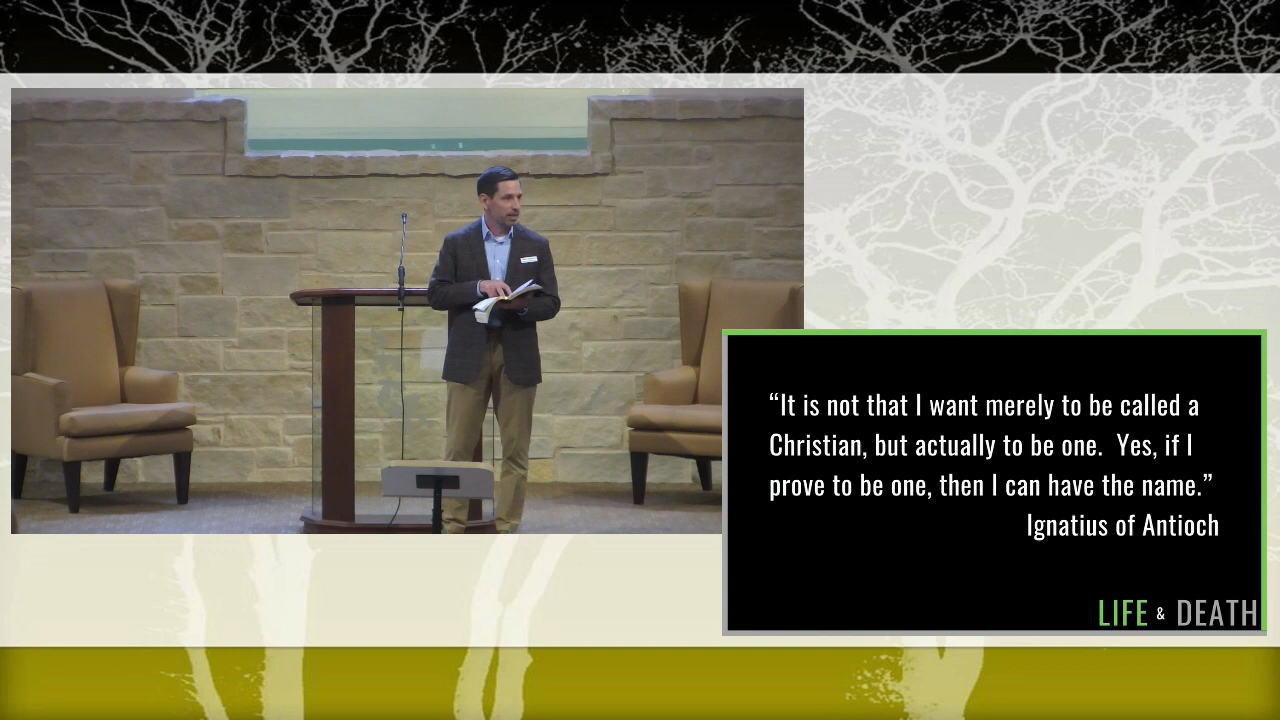 “It is not that I want merely to be called a
Christian, but actually to be one.  Yes, if I
prove to be one, then I can have the name.”
Ignatius of Antioch
LIFE & DEATH